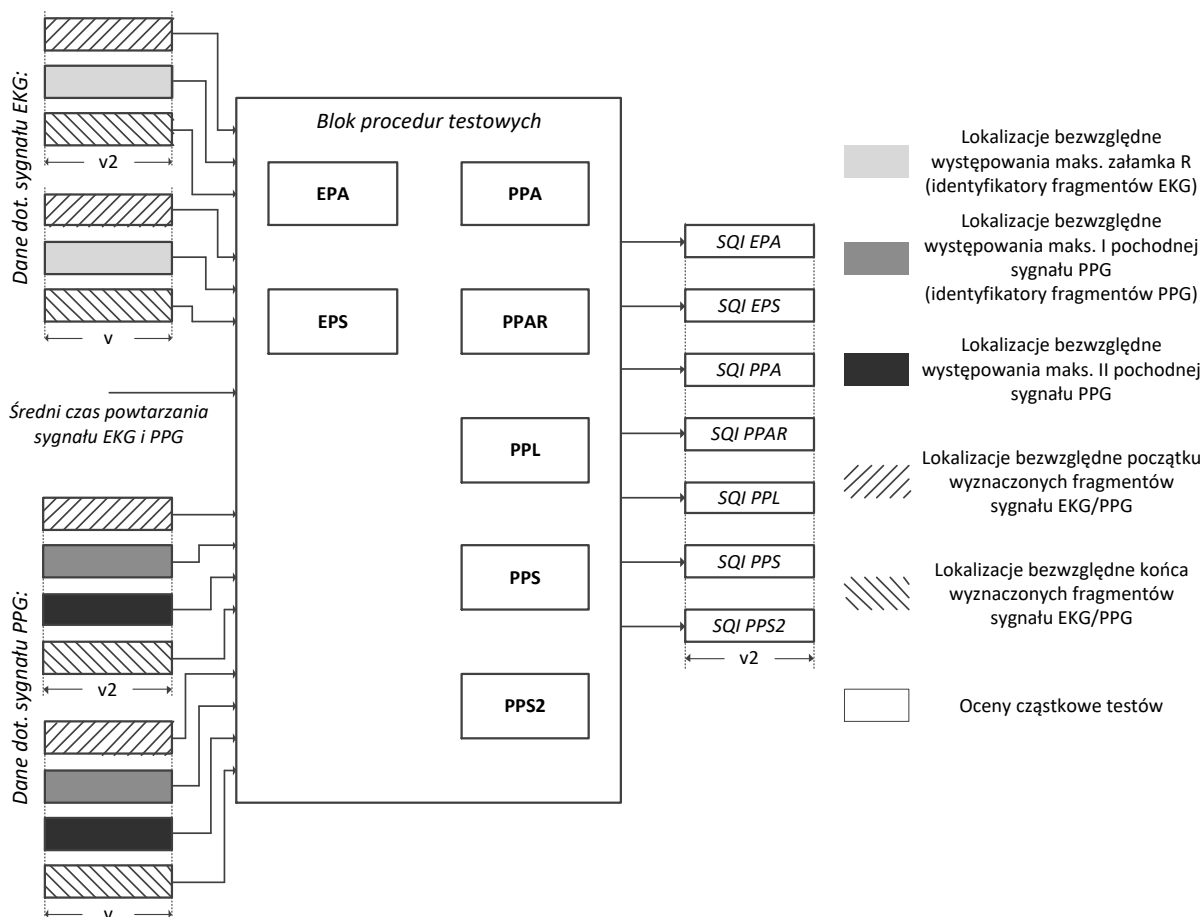 Dane dot. sygnału EKG:
v2
v
Średni czas powtarzania
sygnału EKG i PPG
Dane dot. sygnału PPG:
v2
v
Blok procedur testowych
EPA
PPA
EPS
PPAR
PPL
PPS
PPS2
SQI EPA
SQI EPS
SQI PPA
SQI PPAR
SQI PPL
SQI PPS
SQI PPS2
v2
Lokalizacje bezwzględne
występowania maks. załamka R
(identyfikatory fragmentów EKG)
Lokalizacje bezwzględne
występowania maks. I pochodnej
sygnału PPG
(identyfikatory fragmentów PPG)
Lokalizacje bezwzględne
występowania maks. II pochodnej
sygnału PPG
Lokalizacje bezwzględne początku
wyznaczonych fragmentów
sygnału EKG/PPG
Lokalizacje bezwzględne końca
wyznaczonych fragmentów
sygnału EKG/PPG
Oceny cząstkowe testów